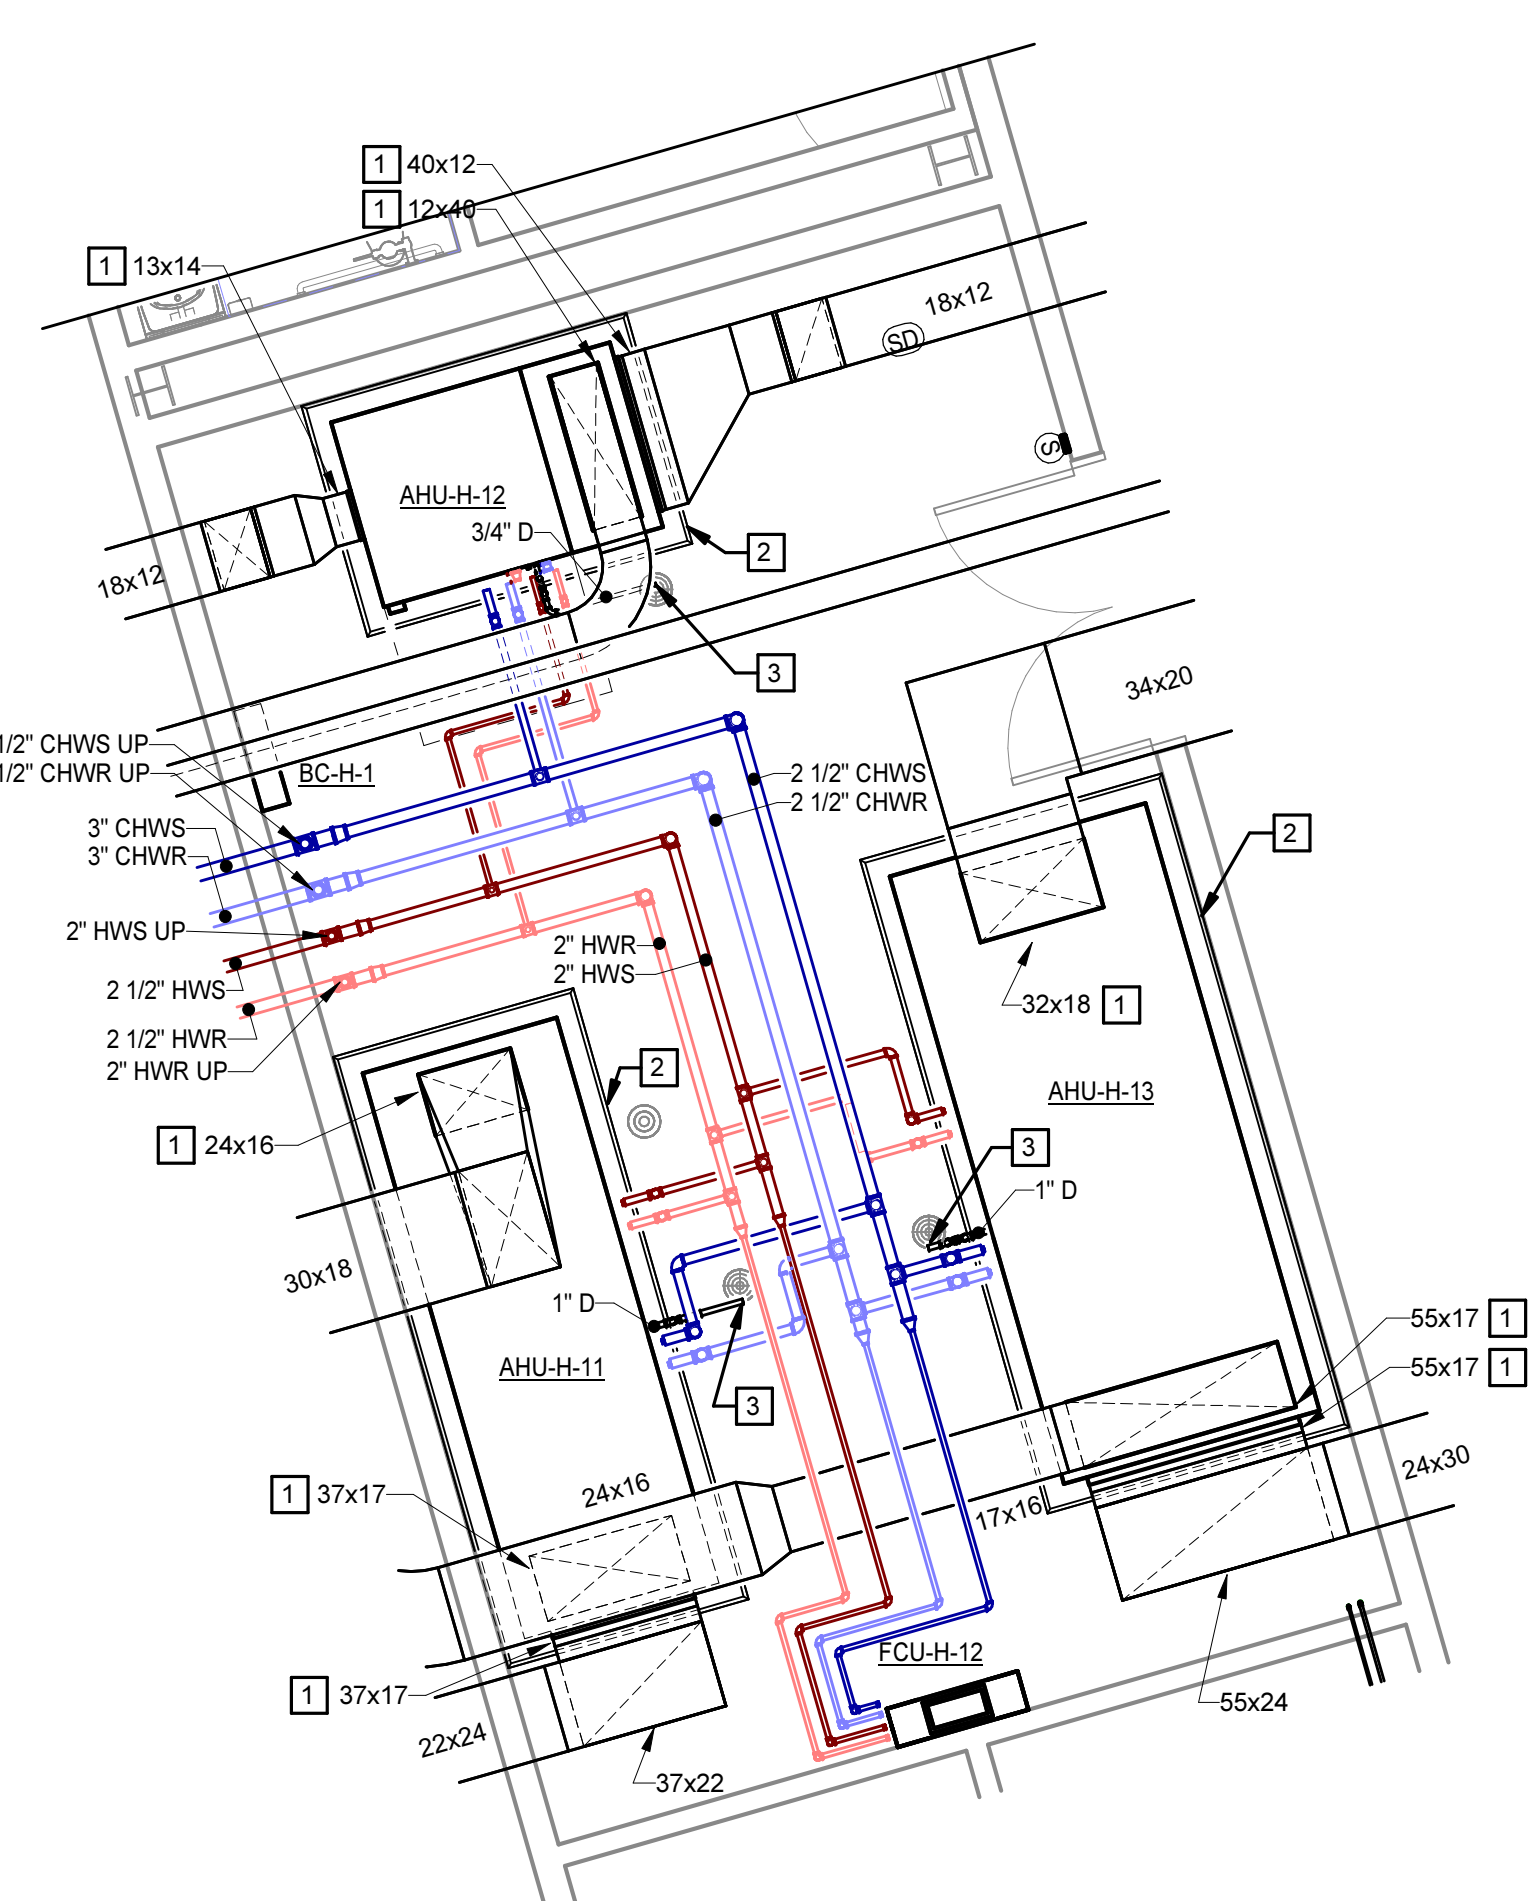 1 40x12
1 12x40
1 13x14
18x12
SD
S
AHU-H-12
3/4" D
2
18x12
3
34x20
1/2" CHWS UP
1/2" CHWR UP
BC-H-1
2 1/2" CHWS
2 1/2" CHWR
3" CHWS
3" CHWR
2
2" HWS UP
2" HWR
2" HWS
2 1/2" HWS
32x18 1
2 1/2" HWR
2" HWR UP
2
AHU-H-13
1 24x16
3
1" D
30x18
1" D
55x17 1
AHU-H-11
55x17 1
3
24x30
1 37x17
24x16
17x16
FCU-H-12
1 37x17
55x24
22x24
37x22